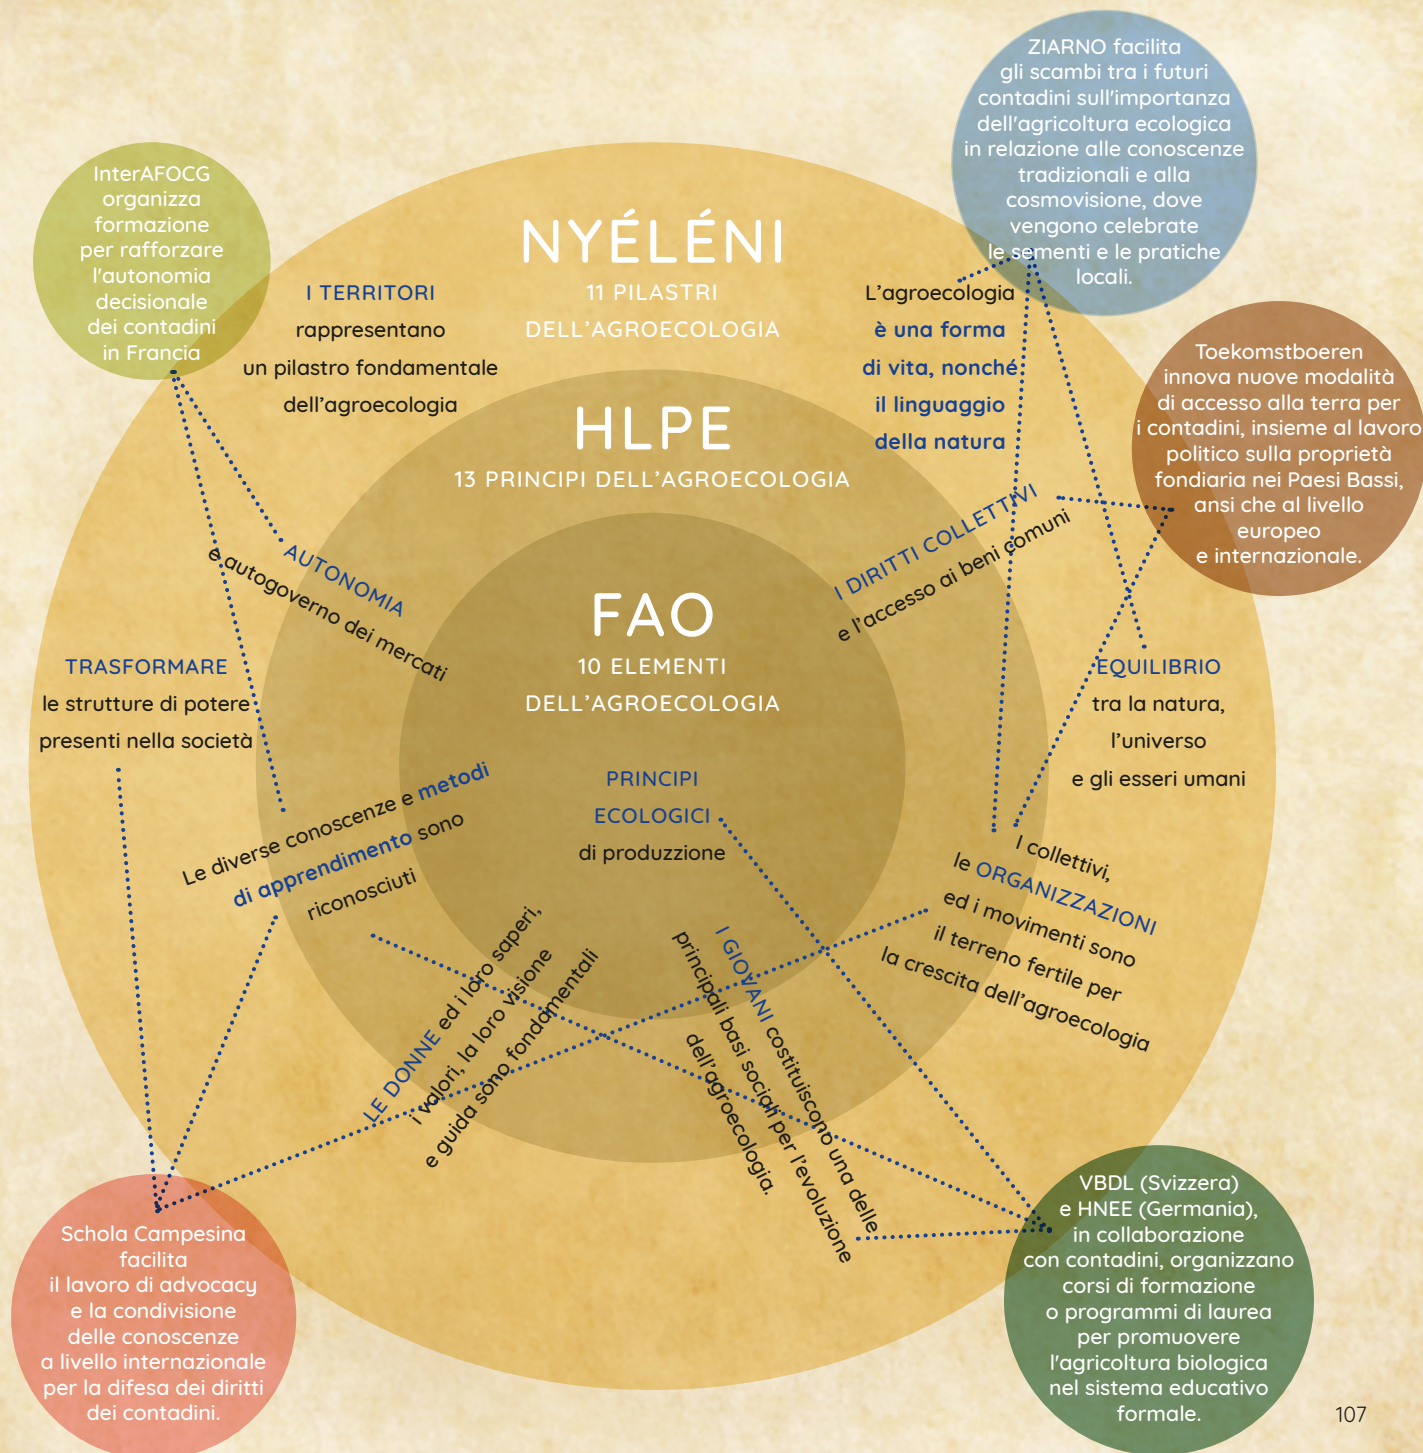 ZIARNO facilita
gli scambi tra i futuri
contadini sull'importanza
dell'agricoltura ecologica
in relazione alle conoscenze
tradizionali e alla
cosmovisione, dove
vengono celebrate
le sementi e le pratiche
locali.
InterAFOCG
organizza
formazione
per rafforzare
l'autonomia
decisionale
dei contadini
in Francia
NYÉLÉNI
11 PILASTRI
DELL'AGROECOLOGIA
I TERRITORI
rappresentano
un pilastro fondamentale
dell'agroecologia
L'agroecologia
è una forma
di vita, nonché
il linguaggio
della natura
Toekomstboeren
innova nuove modalità
di accesso alla terra per
i contadini, insieme al lavoro
politico sulla proprietà
fondiaria nei Paesi Bassi,
ansi che al livello
europeo
e internazionale.
HLPE
13 PRINCIPI DELL'AGROECOLOGIA
AUTONOMIA
e autogoverno dei mercati
I DIRITTI COLLETTIVI
e l'accesso ai beni comuni
FAO
10 ELEMENTI
DELL'AGROECOLOGIA
TRASFORMARE
le strutture di potere
presenti nella società
EQUILIBRIO
tra la natura,
l'universo
e gli esseri umani
PRINCIPI
ECOLOGICI
di produzzione
Le diverse conoscenze e metodi
di apprendimento sono
riconosciuti
I collettivi,
le ORGANIZZAZIONI
ed i movimenti sono
il terreno fertile per
la crescita dell'agroecologia
LE DONNE ed i loro saperi,
i valori, la loro visione
e guida sono fondamentali
I GIOVANI costituiscono una delle
principali basi sociali per l'evoluzione
dell'agroecologia.
Schola Campesina
facilita
il lavoro di advocacy
e la condivisione
delle conoscenze
a livello internazionale
per la difesa dei diritti
dei contadini.
VBDL (Svizzera)
e HNEE (Germania),
in collaborazione
con contadini, organizzano
corsi di formazione
o programmi di laurea
per promuovere
l'agricoltura biologica
nel sistema educativo
formale.
107